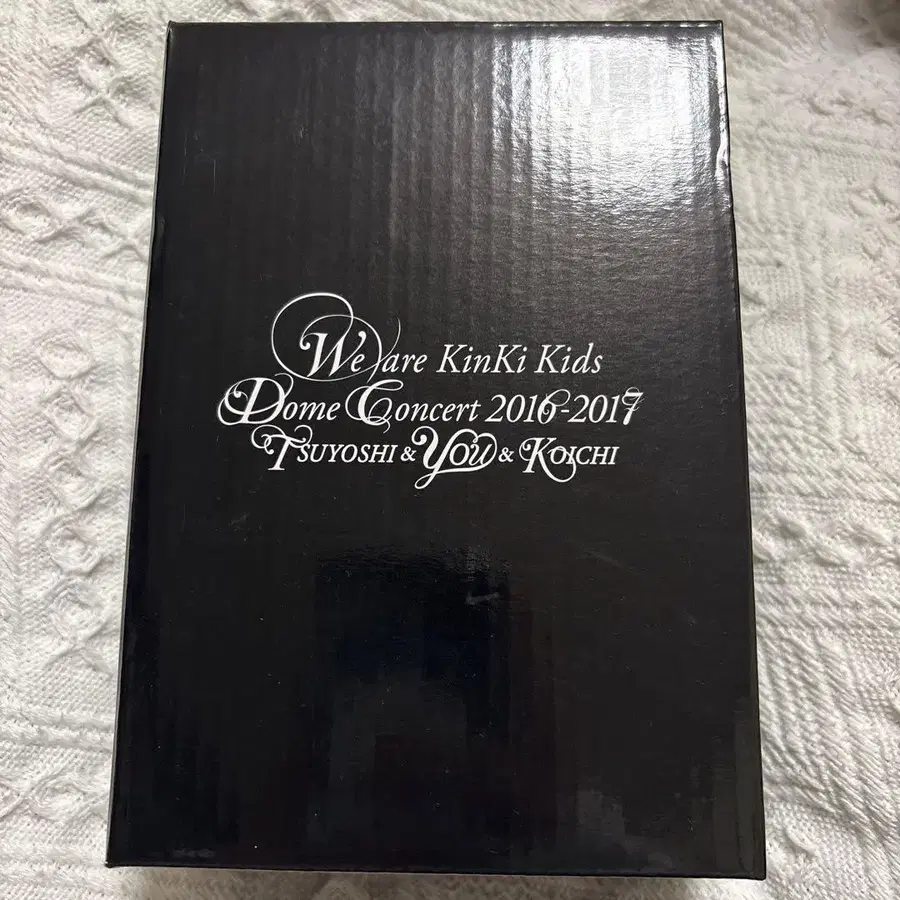 We are KinKi Kids
Dome Concert 2016-2017
TSUYOSHI & YOU & KOICHI